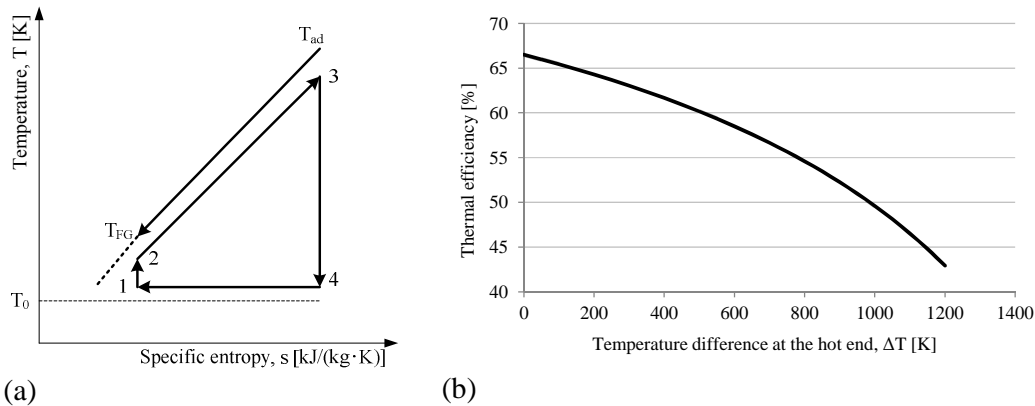 Temperature, T [K]
T_ad
3
T_FG
2
1
4
T_0
Specific entropy, s [kJ/(kg·K)]
(a)
70
65
60
55
50
45
40
Thermal efficiency [%]
0 200 400 600 800 1000 1200 1400
Temperature difference at the hot end, ΔT [K]
(b)